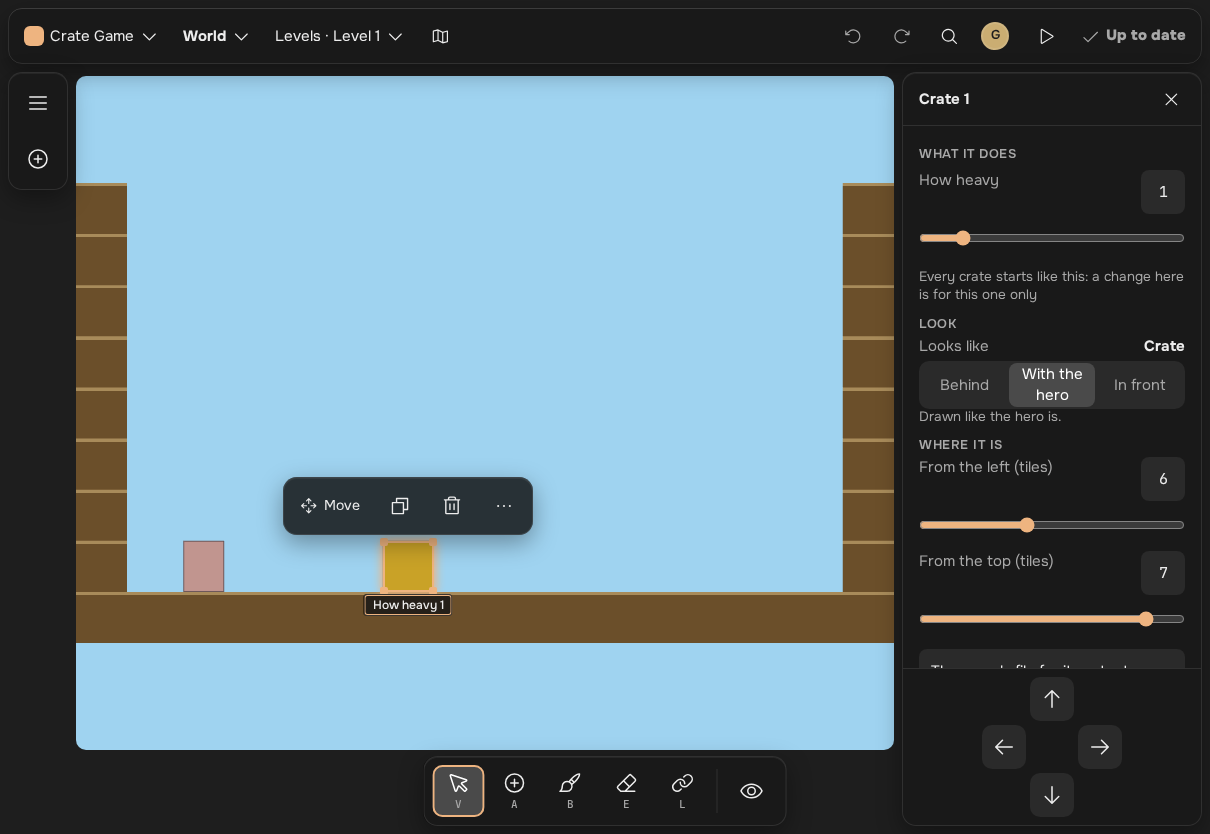 Crate Game
World
Levels · Level 1
G
Up to date
Crate 1
WHAT IT DOES
How heavy
1
Every crate starts like this: a change here
is for this one only
LOOK
Looks like
Crate
Behind
With the
hero
In front
Drawn like the hero is.
WHERE IT IS
From the left (tiles)
6
From the top (tiles)
7
Move
How heavy 1
V
A
B
E
L